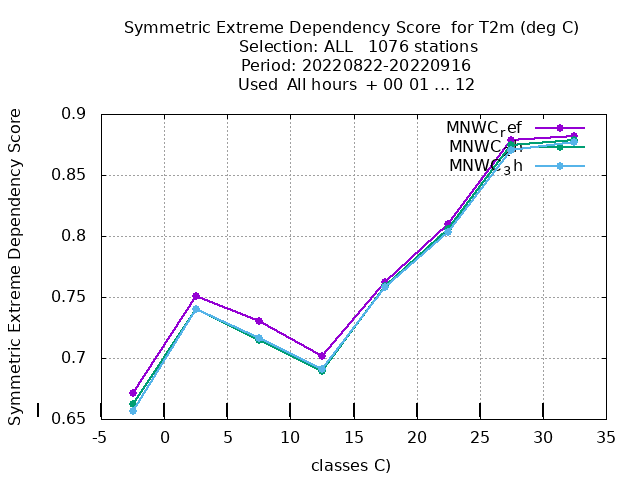 Symmetric Extreme Dependency Score for T2m (deg C)
Selection: ALL 1076 stations
Period: 20220822-20220916
Used All hours + 00 01 ... 12
Symmetric Extreme Dependency Score
0.9
0.85
0.8
0.75
0.7
0.65
MNWC_ref
MNWC
MNWC_3h
-5
0
5
10
15
20
25
30
35
classes C)